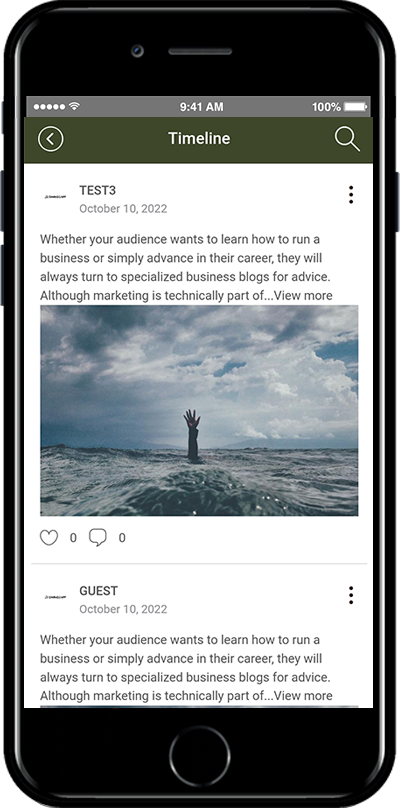 9:41 AM
100%
Timeline
TEST3
October 10, 2022
Whether your audience wants to learn how to run a
business or simply advance in their career, they will
always turn to specialized business blogs for advice.
Although marketing is technically part of...View more
0 0
GUEST
October 10, 2022
Whether your audience wants to learn how to run a
business or simply advance in their career, they will
always turn to specialized business blogs for advice.
Although marketing is technically part of...View more